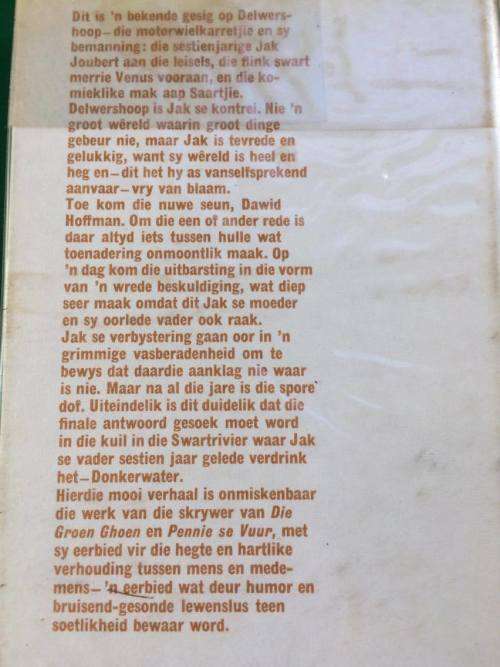 Dit is 'n bekende gesig op Delwers-
hoop–die motorwielkarretjie en sy
bemanning: die sestienjarige Jak
Joubert aan die leisels, die flink swart
merrie Venus vooraan, en die ko-
mieklike mak aap Saartjie.
Delwershoop is Jak se kontrei. Nie 'n
groot wêreld waarin groot dinge
gebeur nie, maar Jak is tevrede en
gelukkig, want sy wêreld is heel en
heg en–dit het hy as vanselfsprekend
aanvaar–vry van blaam.
Toe kom die nuwe seun, Dawid
Hoffman. Om die een of ander rede is
daar altyd iets tussen hulle wat
toenadering onmoontlik maak. Op
'n dag kom die uitbarsting in die vorm
van 'n wrede beskuldiging, wat diep
seer maak omdat dit Jak se moeder
en sy oorlede vader ook raak.
Jak se verbystering gaan oor in 'n
grimmige vasberadenheid om te
bewys dat daardie aanklag nie waar
is nie. Maar na al die jare is die spore
dof. Uiteindelik is dit duidelik dat die
finale antwoord gesoek moet word
in die kuil in die Swartrivier waar Jak
se vader sestien jaar gelede verdrink
het–Donkerwater.
Hierdie mooi verhaal is onmiskenbaar
die werk van die skrywer van Die
Groen Ghoen en Pennie se Vuur, met
sy eerbied vir die hegte en hartlike
verhouding tussen mens en mede-
mens–'n eerbied wat deur humor en
bruisend-gesonde lewenslus teen
soetlikheid bewaar word.